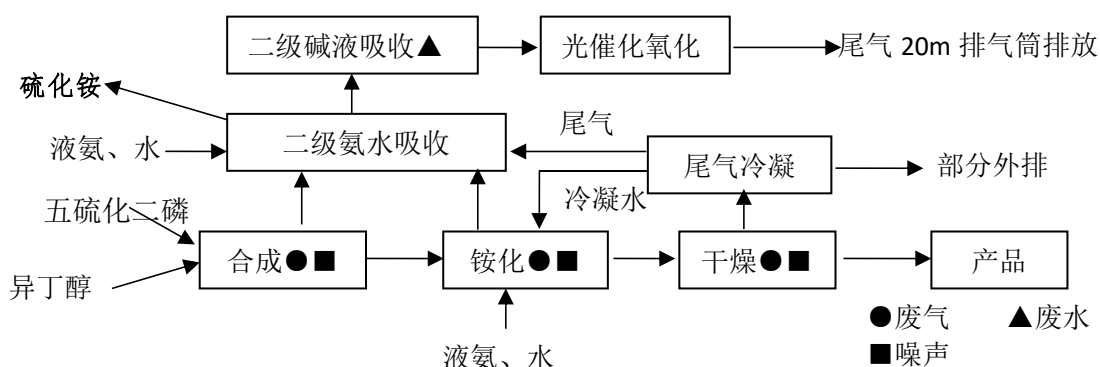 二级碱液吸收▲
光催化氧化
尾气 20m 排气筒排放
硫化铵
液氨、水
二级氨水吸收
尾气
尾气冷凝
部分外排
冷凝水
五硫化二磷
异丁醇
合成●■
铵化●■
干燥●■
产品
液氨、水
●废气 ▲废水
■噪声